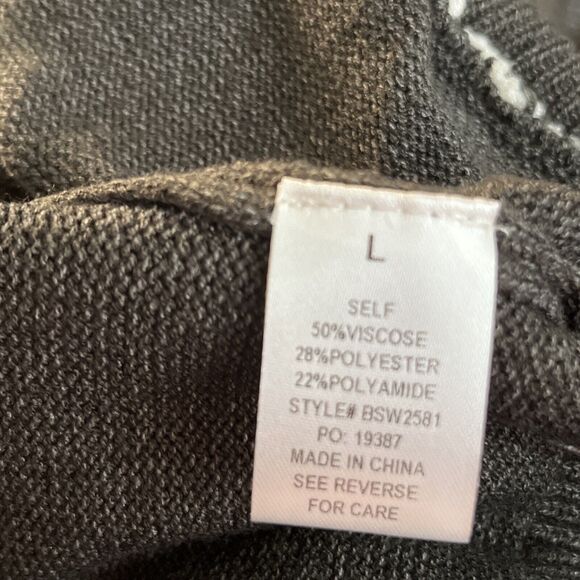 L
SELF
50%VISCOSE
28%POLYESTER
22%POLYAMIDE
STYLE# BSW2581
PO: 19387
MADE IN CHINA
SEE REVERSE
FOR CARE